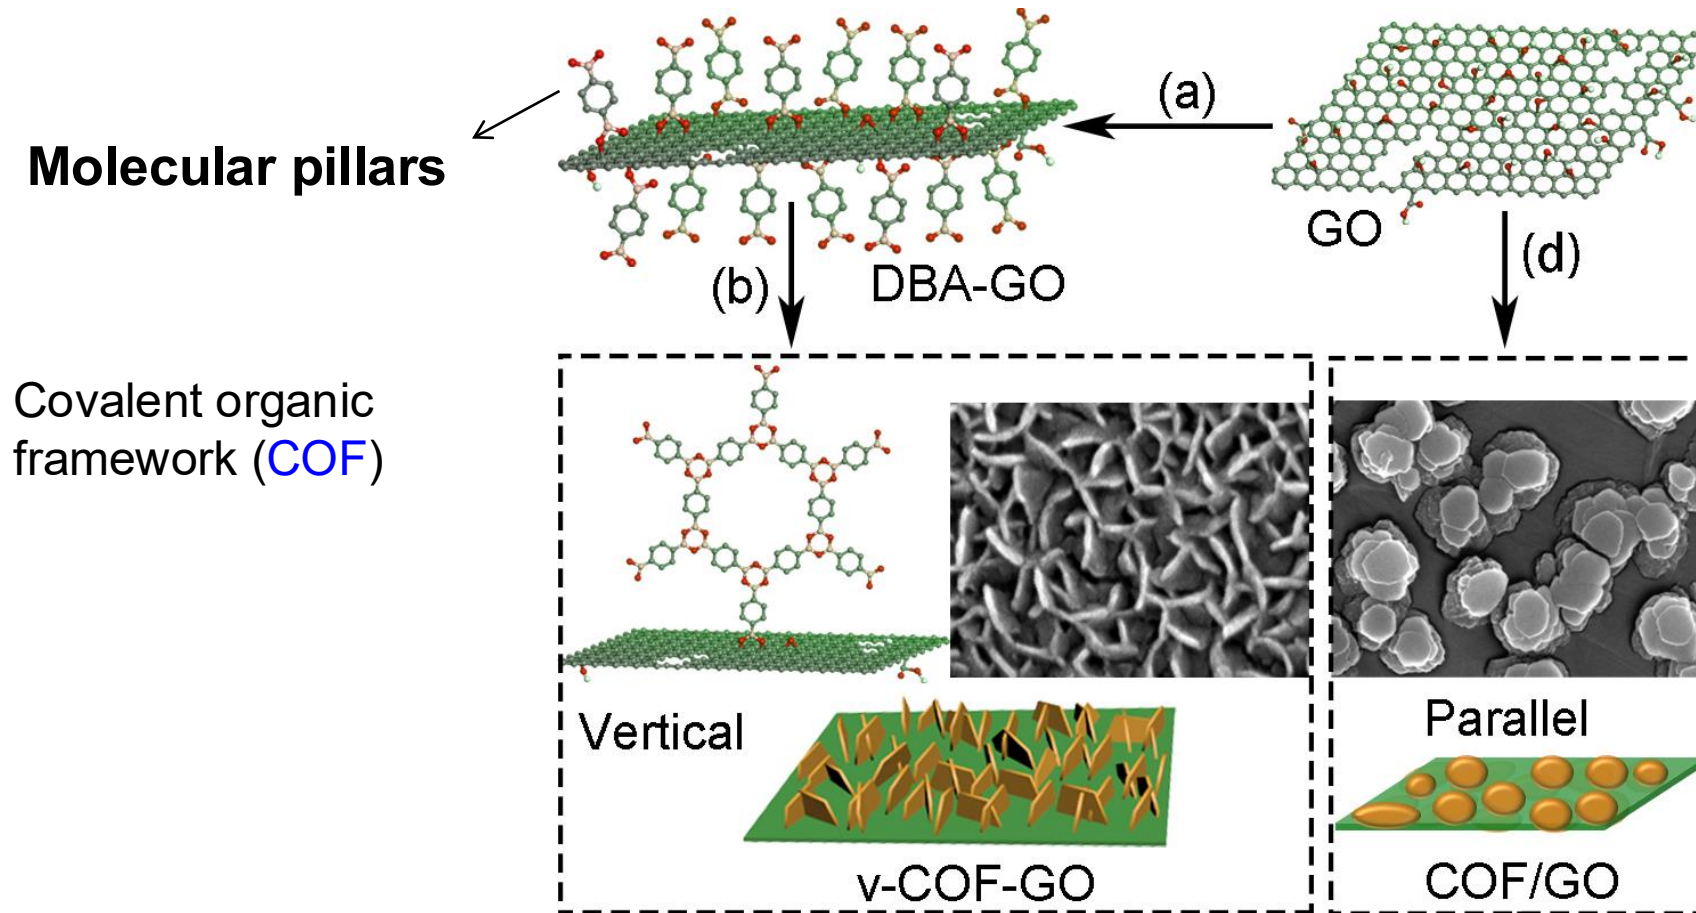 (a)
Molecular pillars
GO
(b)
DBA-GO
(d)
Covalent organic
framework (COF)
Vertical
Parallel
v-COF-GO
COF/GO